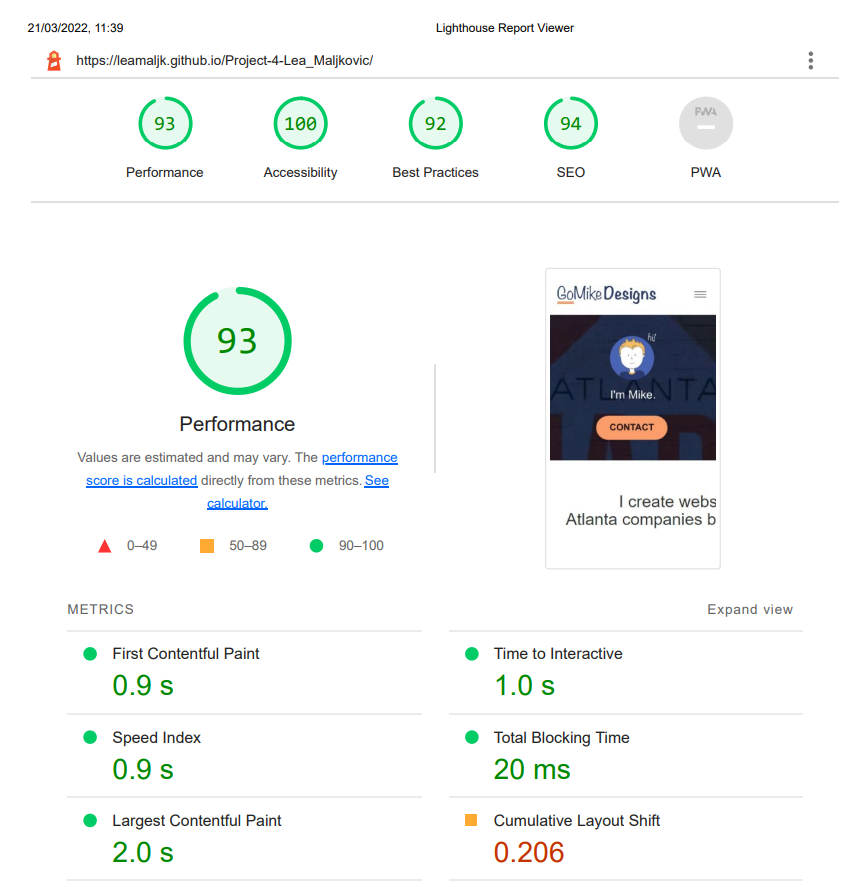 21/03/2022, 11:39 Lighthouse Report Viewer
https://leamaljk.github.io/Project-4-Lea_Maljkovic/
93 100 92 94 PWA
Performance Accessibility Best Practices SEO PWA
93
Performance
Values are estimated and may vary. The performance
score is calculated directly from these metrics. See
calculator.
0–49 50–89 90–100
GoMikeDesigns
hi!
ATLANTA
I'm Mike.
CONTACT
I create webs
Atlanta companies b
METRICS Expand view
First Contentful Paint
0.9 s
Time to Interactive
1.0 s
Speed Index
0.9 s
Total Blocking Time
20 ms
Largest Contentful Paint
2.0 s
Cumulative Layout Shift
0.206